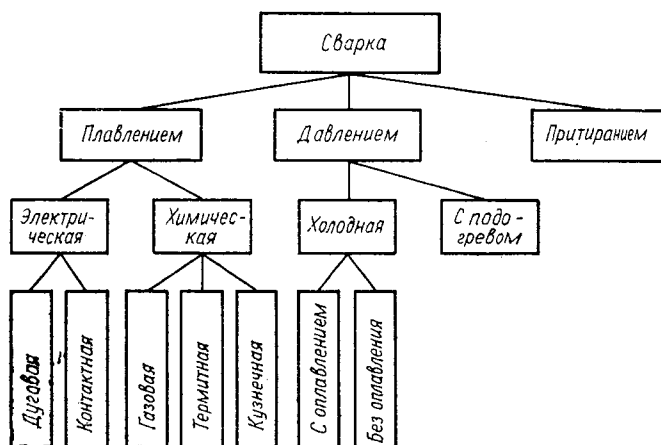 Сварка
Плавлением
Давлением
Притиранием
Электри-
ческая
Химичес-
кая
Холодная
С подо-
гревом
Дуговая
Контактная
Газовая
Термитная
Кузнечная
С оплавлением
Без оплавления